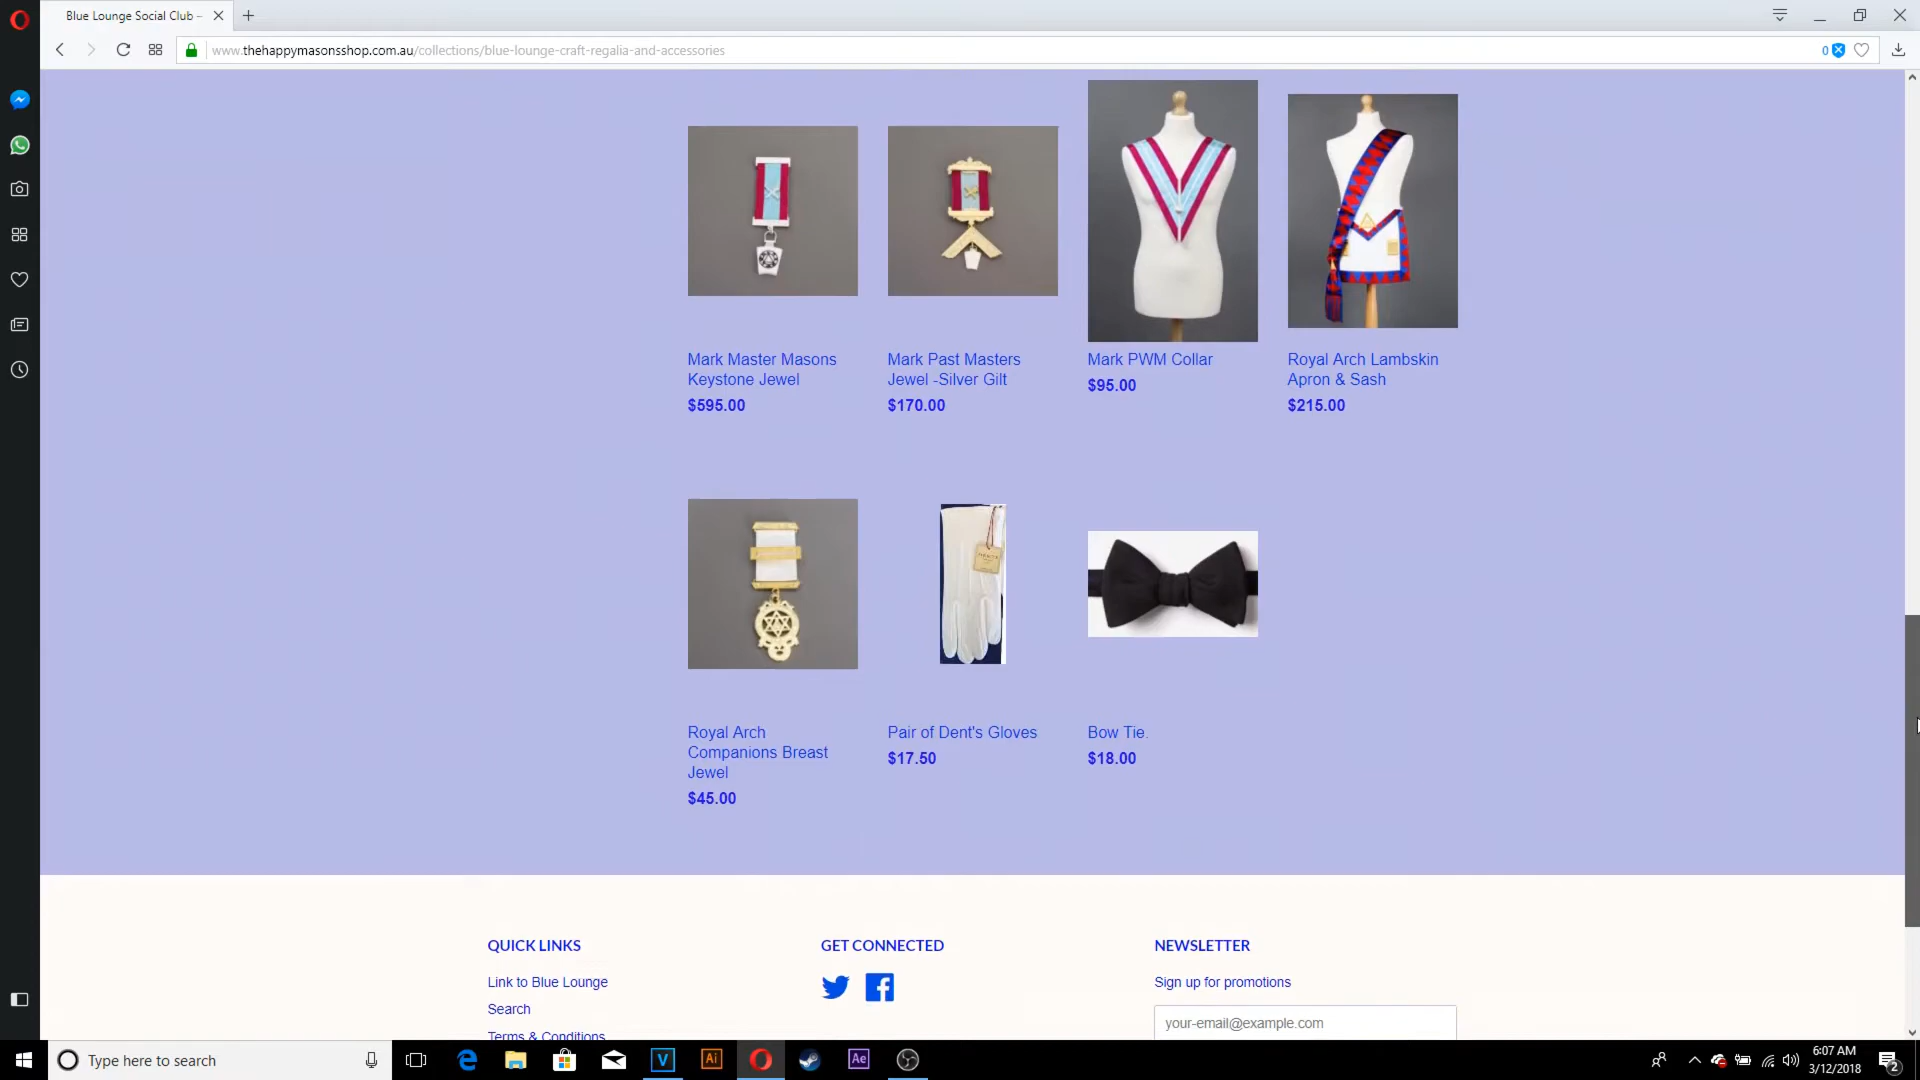 Blue Lounge Social Club –
www.thehappymasonsshop.com.au/collections/blue-lounge-craft-regalia-and-accessories
0
Mark Master Masons
Keystone Jewel
$595.00
Mark Past Masters
Jewel -Silver Gilt
$170.00
Mark PWM Collar
$95.00
Royal Arch Lambskin
Apron & Sash
$215.00
Royal Arch
Companions Breast
Jewel
$45.00
Pair of Dent's Gloves
$17.50
Bow Tie.
$18.00
QUICK LINKS
Link to Blue Lounge
Search
Terms & Conditions
GET CONNECTED
NEWSLETTER
Sign up for promotions
your-email@example.com
Type here to search
V
Ai
Ae
6:07 AM
3/12/2018
2